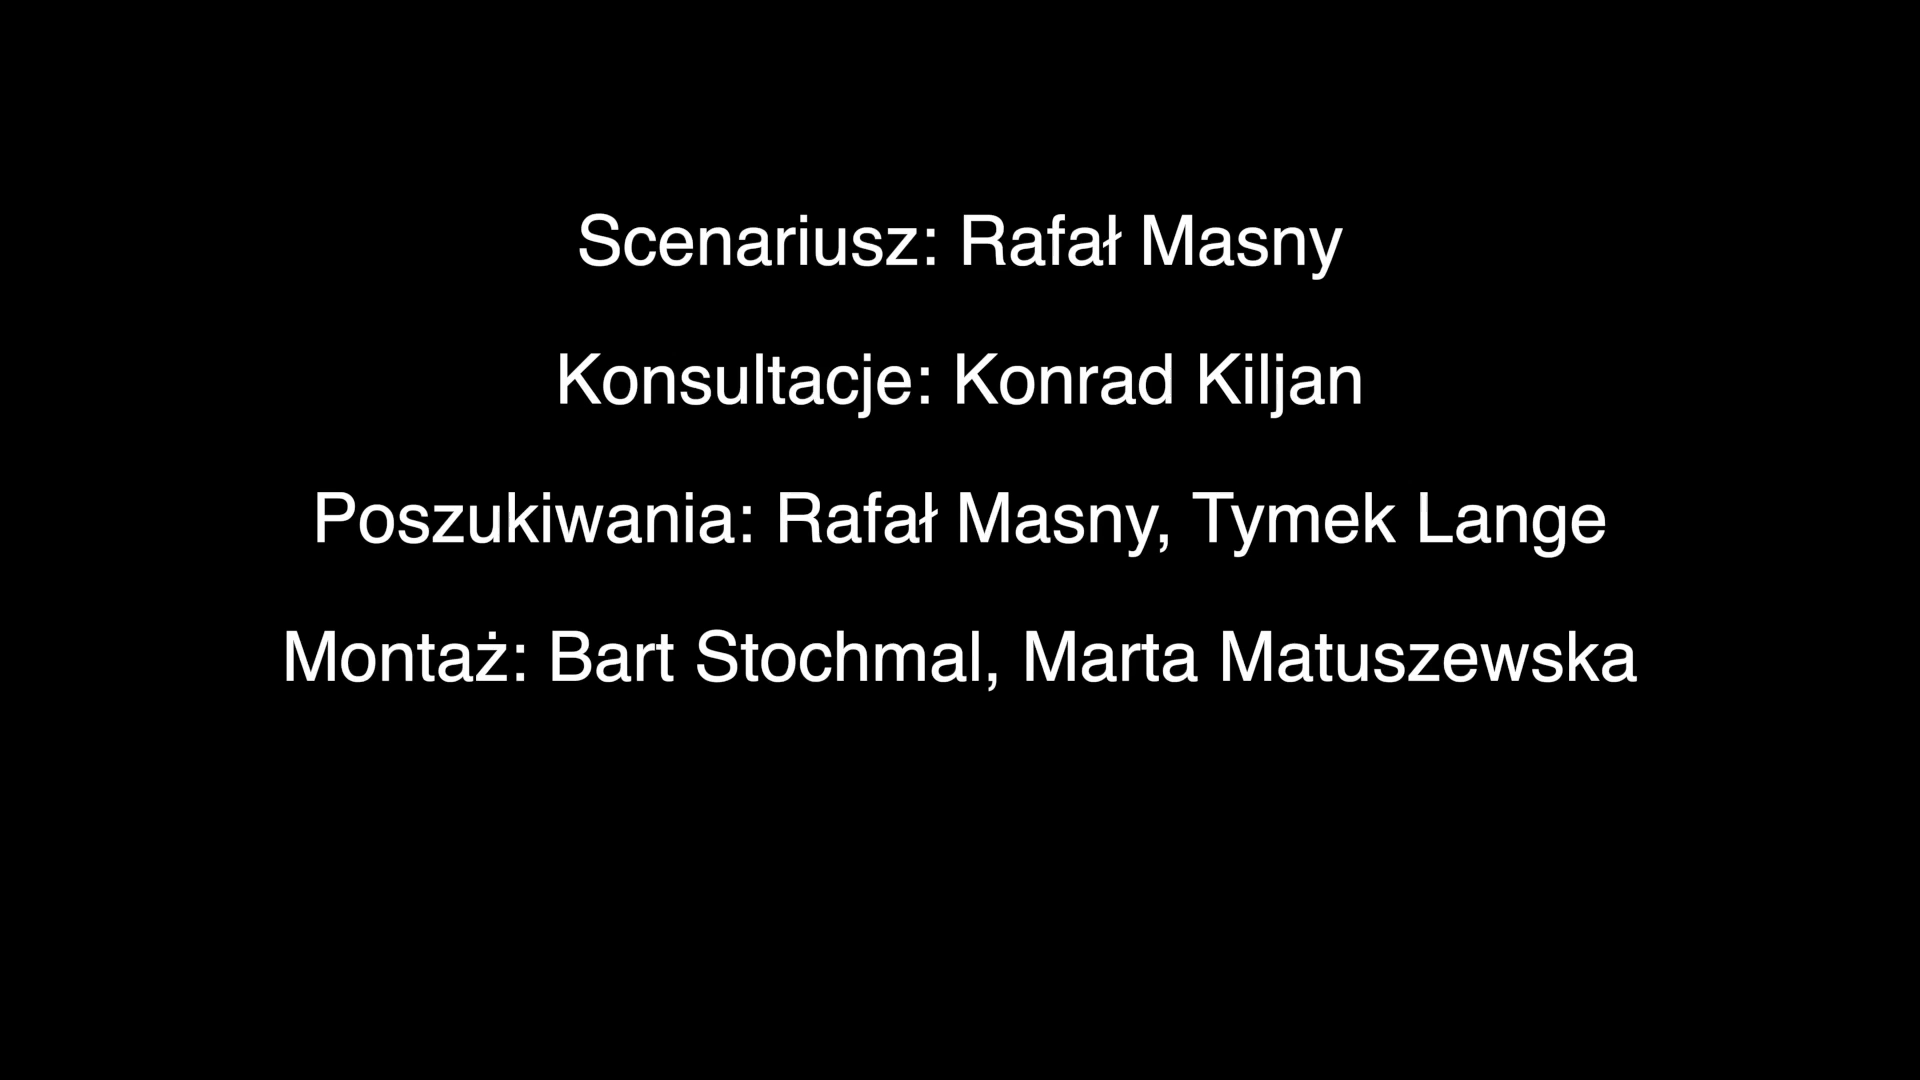 Scenariusz: Rafał Masny
Konsultacje: Konrad Kiljan
Poszukiwania: Rafał Masny, Tymek Lange
Montaż: Bart Stochmal, Marta Matuszewska